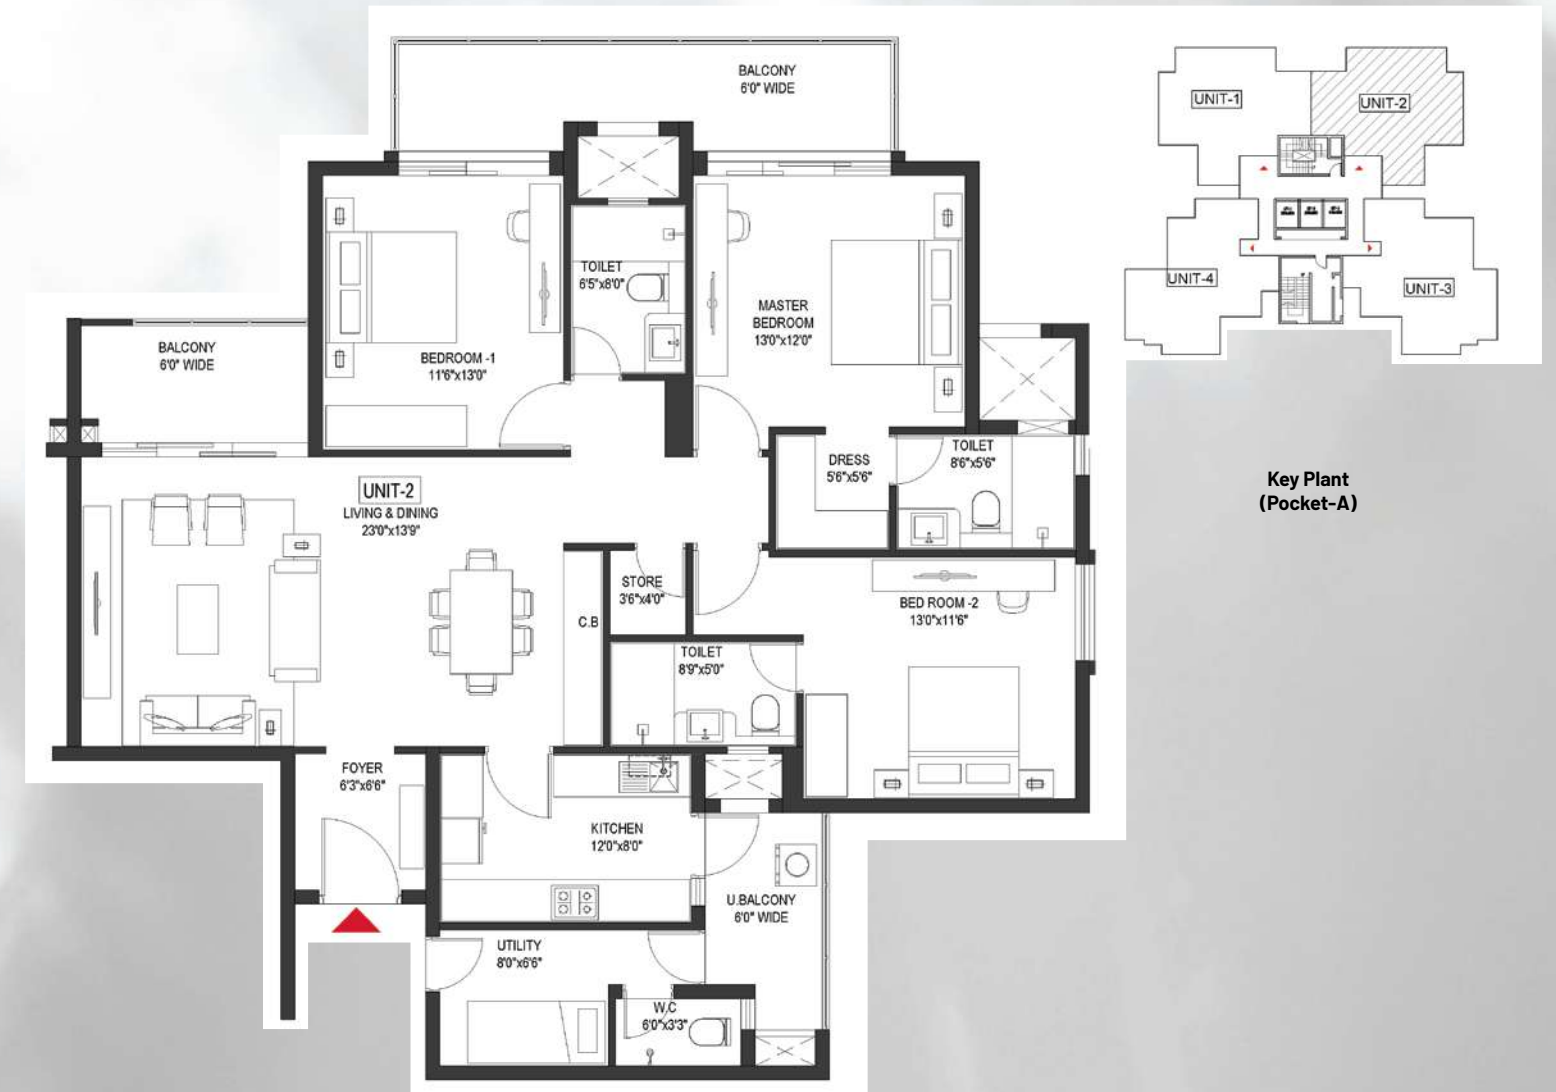 BALCONY
6'0" WIDE
UNIT-1
UNIT-2
UNIT-4
UNIT-3
Key Plant
(Pocket-A)
BALCONY
6'0" WIDE
BEDROOM -1
11'6"x13'0"
TOILET
6'5"x8'0"
MASTER
BEDROOM
13'0"x12'0"
DRESS
5'6"x5'6"
TOILET
8'6"x5'6"
UNIT-2
LIVING & DINING
23'0"x13'9"
C.B
STORE
3'6"x4'0"
BED ROOM -2
13'0"x11'6"
TOILET
8'9"x5'0"
FOYER
6'3"x6'6"
KITCHEN
12'0"x8'0"
U.BALCONY
6'0" WIDE
UTILITY
8'0"x6'6"
W.C
6'0"x3'3"